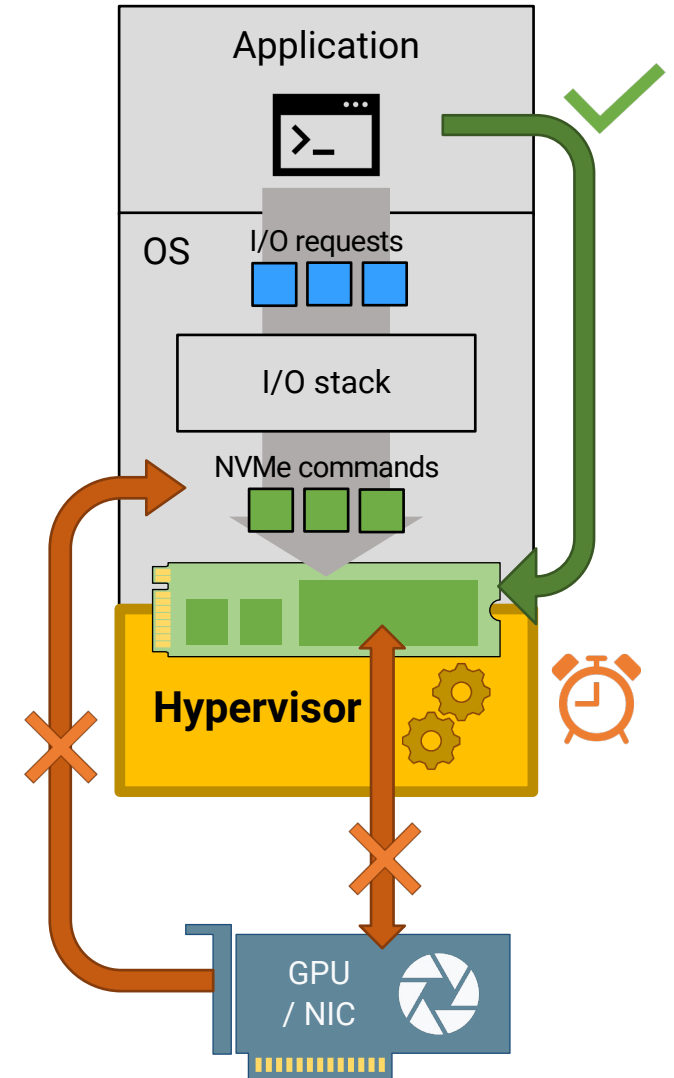 Application
>_
OS
I/O requests
I/O stack
NVMe commands
Hypervisor
GPU
/ NIC